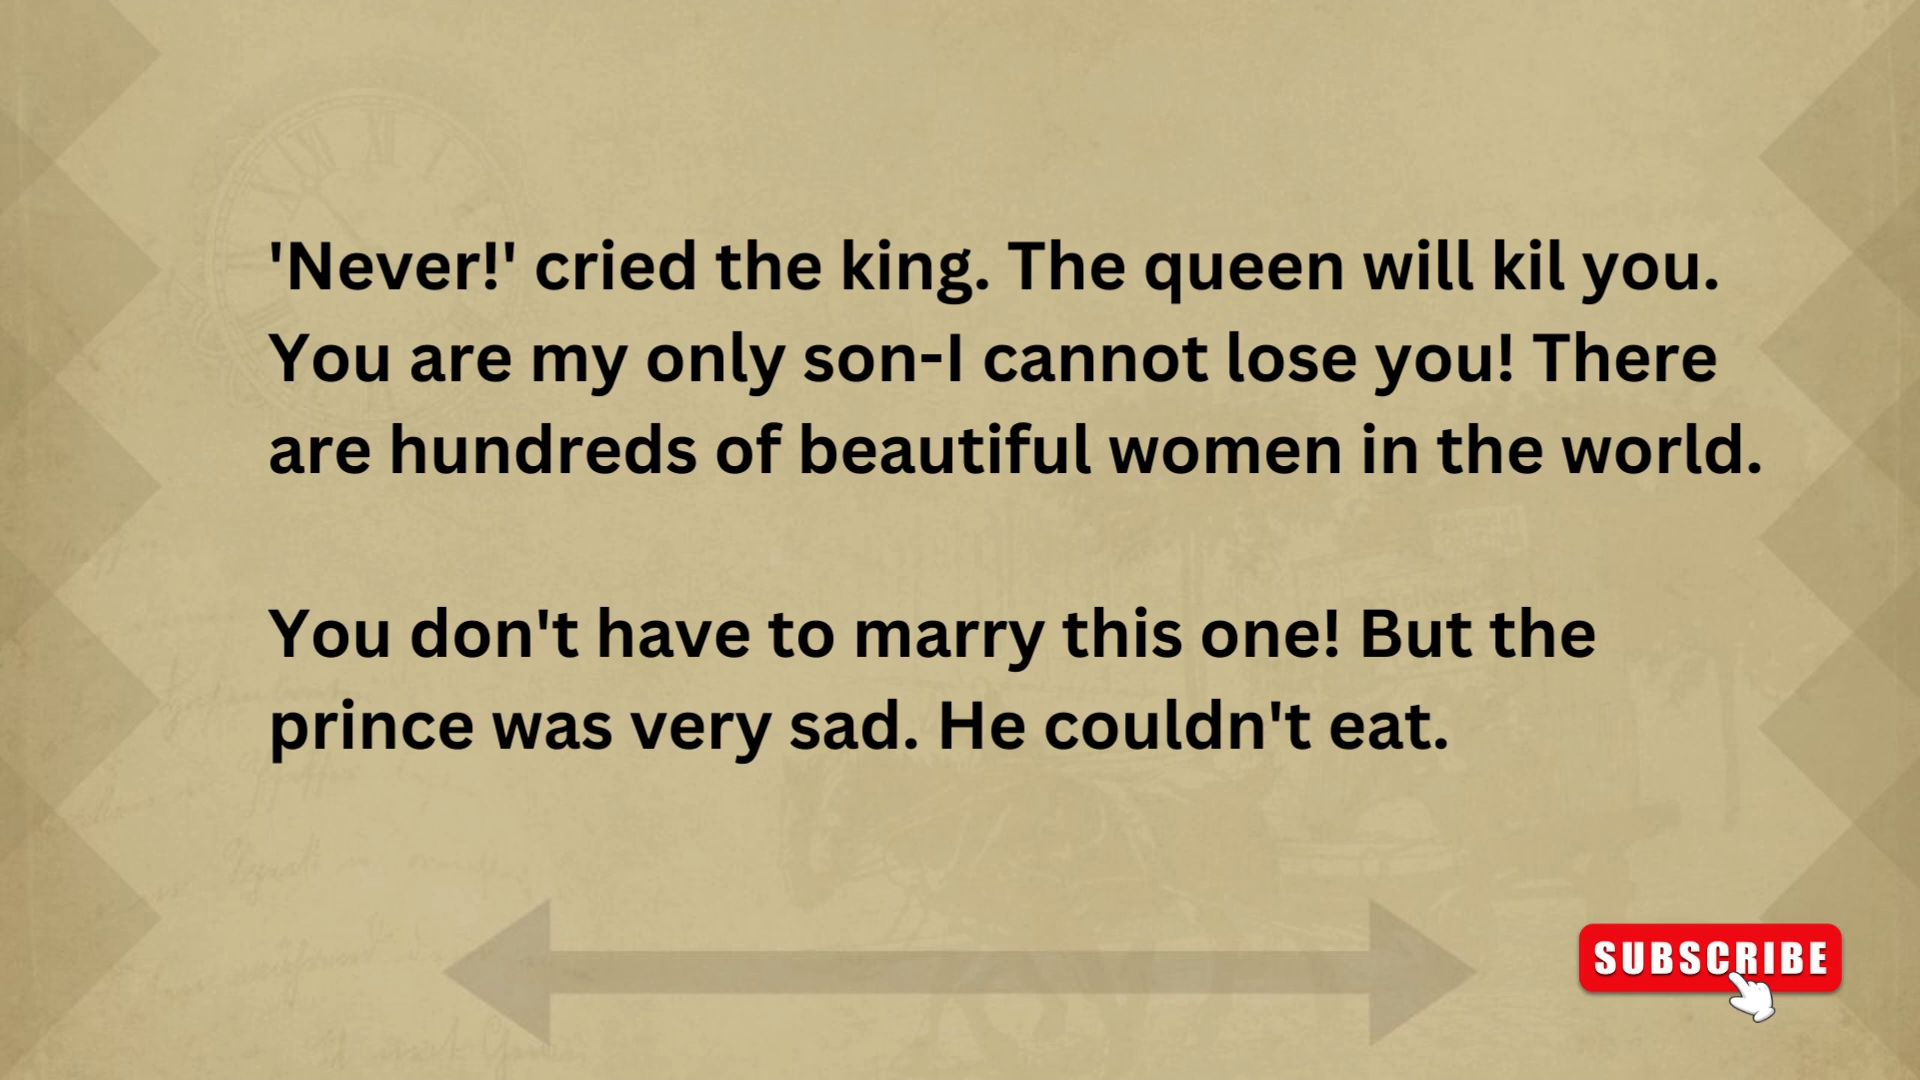 'Never!' cried the king. The queen will kil you.
You are my only son-I cannot lose you! There
are hundreds of beautiful women in the world.
You don't have to marry this one! But the
prince was very sad. He couldn't eat.
SUBSCRIBE